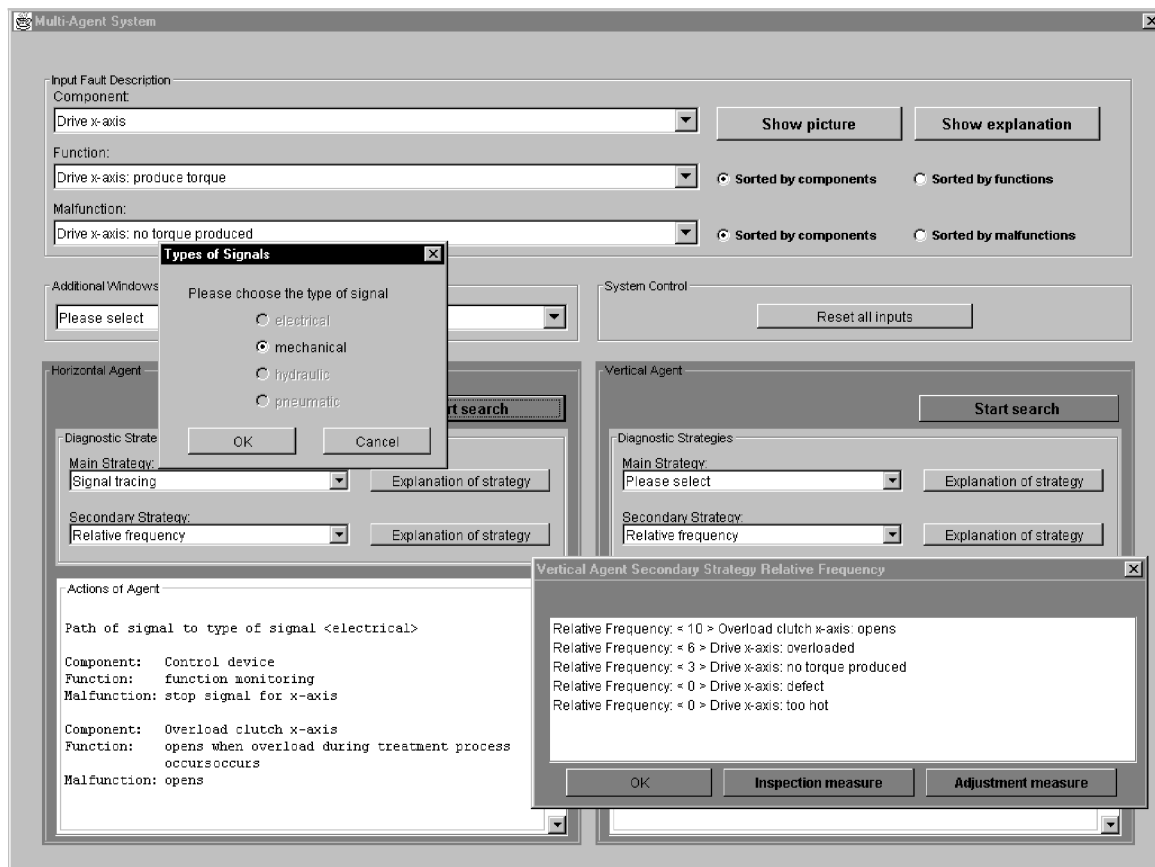 Multi-Agent System
Input Fault Description
Component:
Drive x-axis
Show picture
Show explanation
Function:
Drive x-axis: produce torque
Sorted by components
Sorted by functions
Malfunction:
Drive x-axis: no torque produced
Sorted by components
Sorted by malfunctions
Types of Signals
Please choose the type of signal
electrical
mechanical
hydraulic
pneumatic
OK
Cancel
Additional Windows
Please select
System Control
Reset all inputs
Horizontal Agent
search
Diagnostic
Main Strategy:
Signal tracing
Explanation of strategy
Secondary Strategy:
Relative frequency
Explanation of strategy
Actions of Agent
Path of signal to type of signal <electrical>
Component: Control device
Function: function monitoring
Malfunction: stop signal for x-axis
Component: Overload clutch x-axis
Function: opens when overload during treatment process
occursoccurs
Malfunction: opens
Vertical Agent
Start search
Diagnostic Strategies
Main Strategy:
Please select
Explanation of strategy
Secondary Strategy:
Relative frequency
Explanation of strategy
Vertical Agent Secondary Strategy Relative Frequency
Relative Frequency: < 10 > Overload clutch x-axis: opens
Relative Frequency: < 6 > Drive x-axis: overloaded
Relative Frequency: < 3 > Drive x-axis: no torque produced
Relative Frequency: < 0 > Drive x-axis: defect
Relative Frequency: < 0 > Drive x-axis: too hot
OK
Inspection measure
Adjustment measure